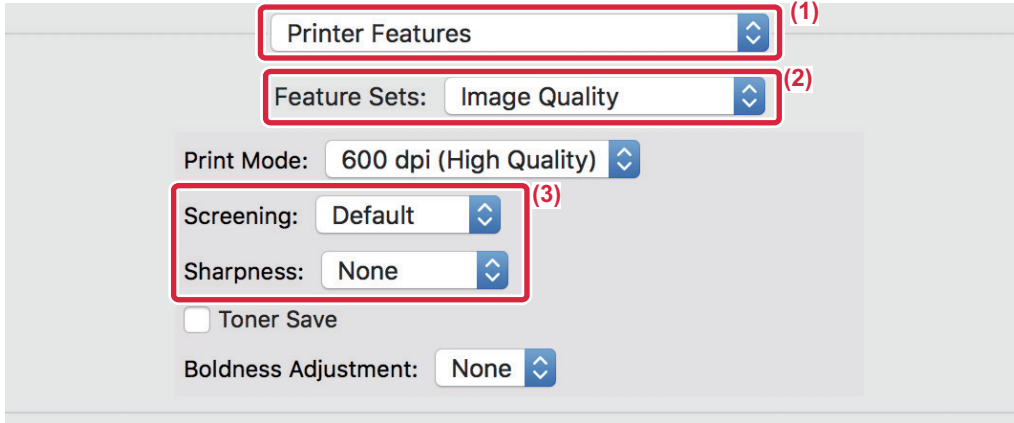 Printer Features (1)
Feature Sets: Image Quality (2)
Print Mode: 600 dpi (High Quality)
Screening: Default (3)
Sharpness: None
Toner Save
Boldness Adjustment: None